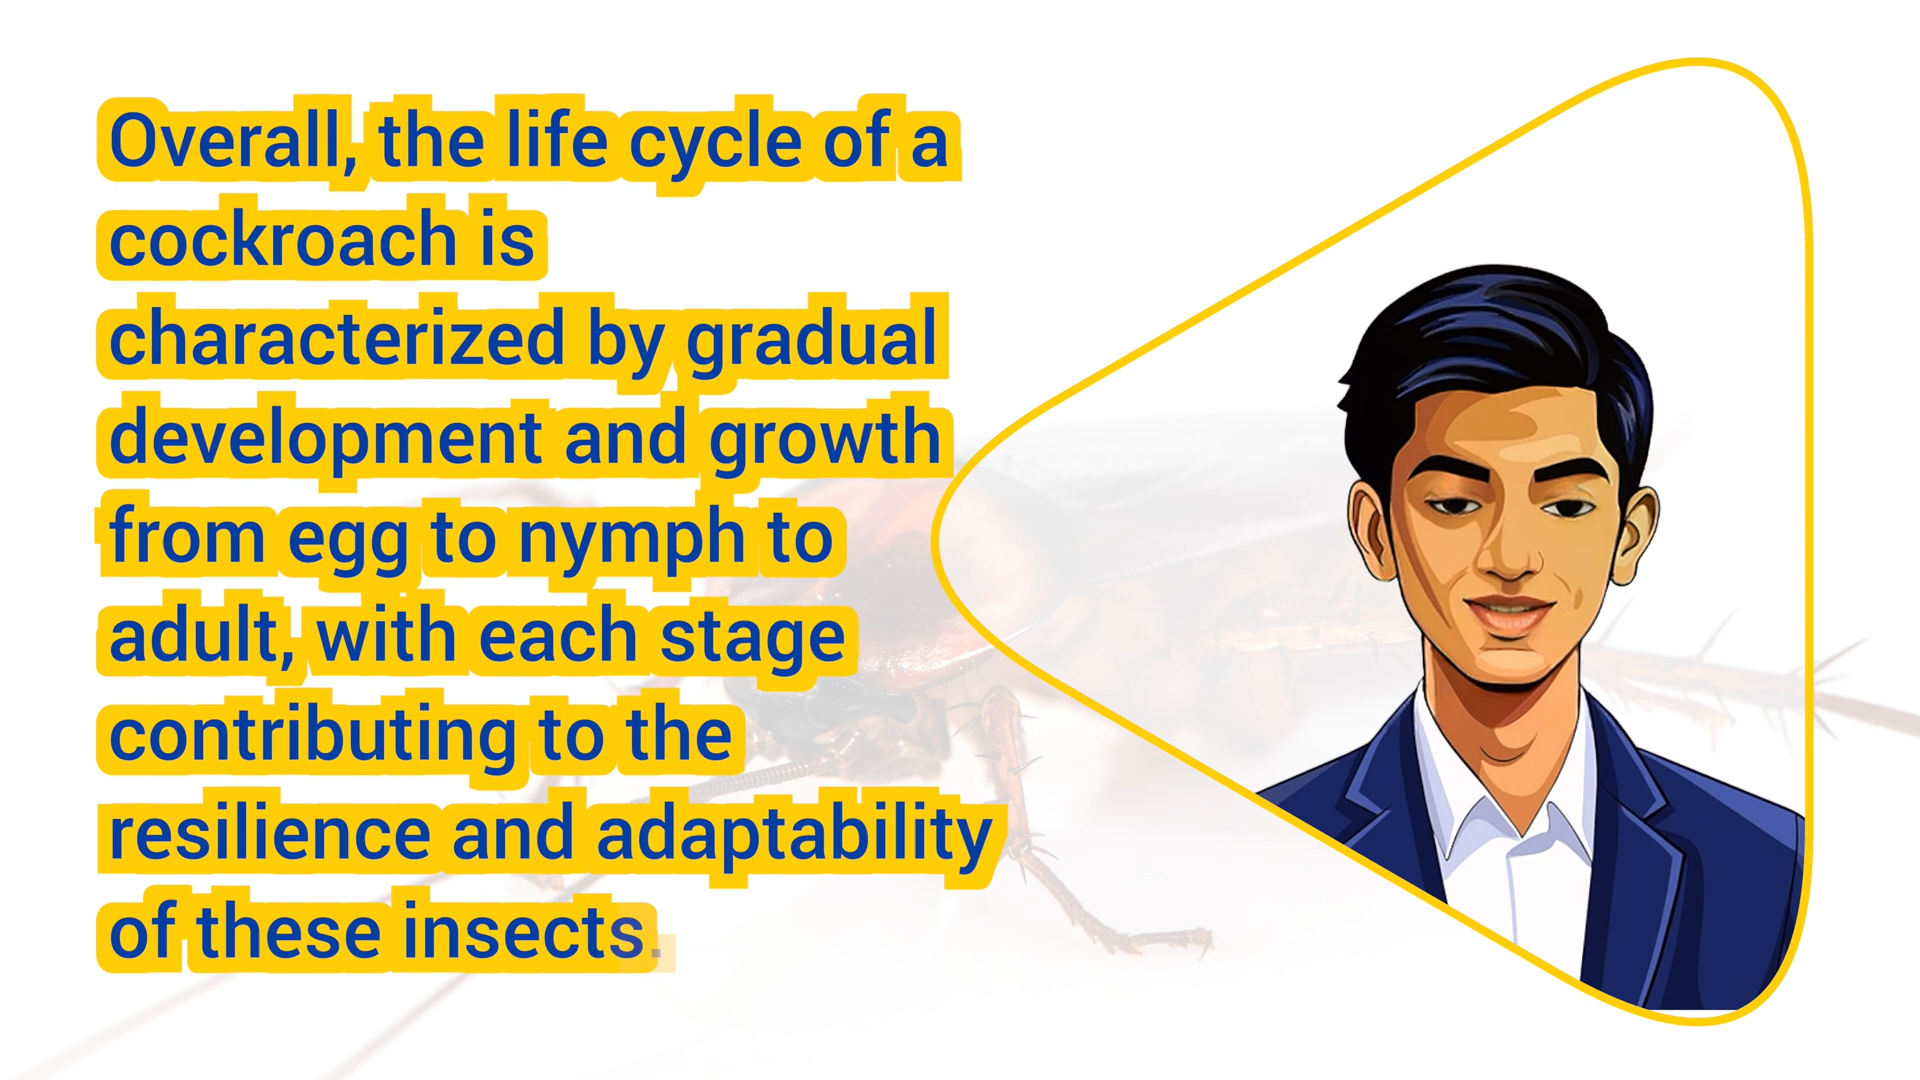 Overall, the life cycle of a
cockroach is
characterized by gradual
development and growth
from egg to nymph to
adult, with each stage
contributing to the
resilience and adaptability
of these insects.